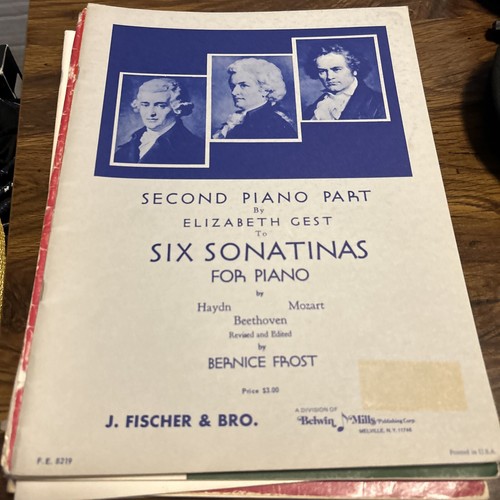 SECOND PIANO PART
By
ELIZABETH GEST
To
SIX SONATINAS
FOR PIANO
by
Haydn Mozart
Beethoven
Revised and Edited
by
BERNICE FROST
Price $3.00
J. FISCHER & BRO.
A DIVISION OF
Belwin Mills Publishing Corp.
MELVILLE, N. Y. 11746
F.E. 8219
Printed in U.S.A.